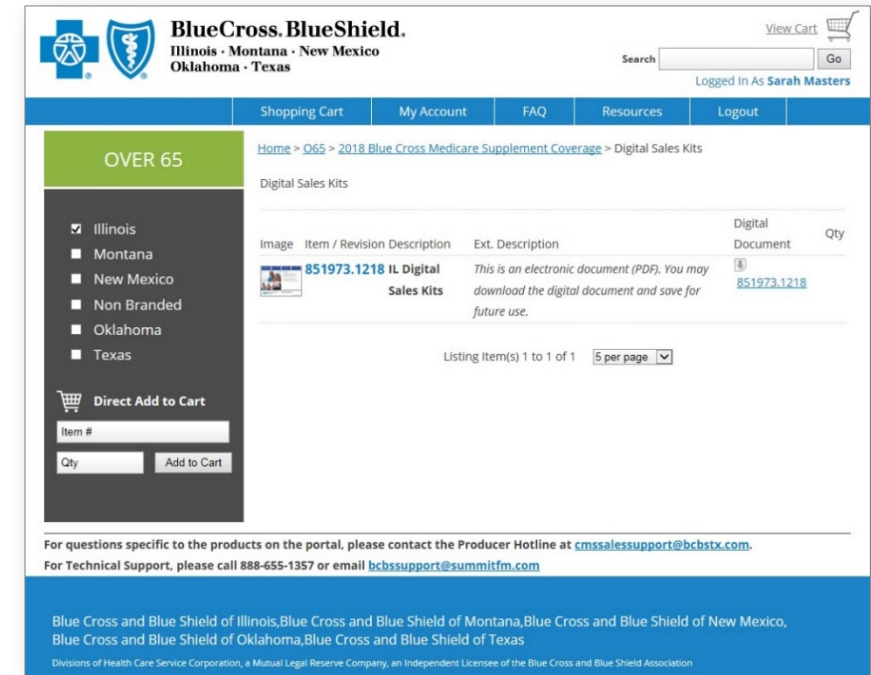 BlueCross. BlueShield.
Illinois · Montana · New Mexico
Oklahoma · Texas
View Cart
Search
Go
Logged In As Sarah Masters
Shopping Cart My Account FAQ Resources Logout
OVER 65
Illinois
Montana
New Mexico
Non Branded
Oklahoma
Texas
Direct Add to Cart
Item #
Qty Add to Cart
Home > O65 > 2018 Blue Cross Medicare Supplement Coverage > Digital Sales Kits
Digital Sales Kits
Image Item / Revision Description Ext. Description Digital Document Qty
851973.1218 IL Digital Sales Kits
This is an electronic document (PDF). You may
download the digital document and save for
future use.
851973.1218
Listing Item(s) 1 to 1 of 1 5 per page
For questions specific to the products on the portal, please contact the Producer Hotline at cmssalessupport@bcbstx.com.
For Technical Support, please call 888-655-1357 or email bcbssupport@summitfm.com
Blue Cross and Blue Shield of Illinois,Blue Cross and Blue Shield of Montana,Blue Cross and Blue Shield of New Mexico,
Blue Cross and Blue Shield of Oklahoma,Blue Cross and Blue Shield of Texas
Divisions of Health Care Service Corporation, a Mutual Legal Reserve Company, an Independent Licensee of the Blue Cross and Blue Shield Association